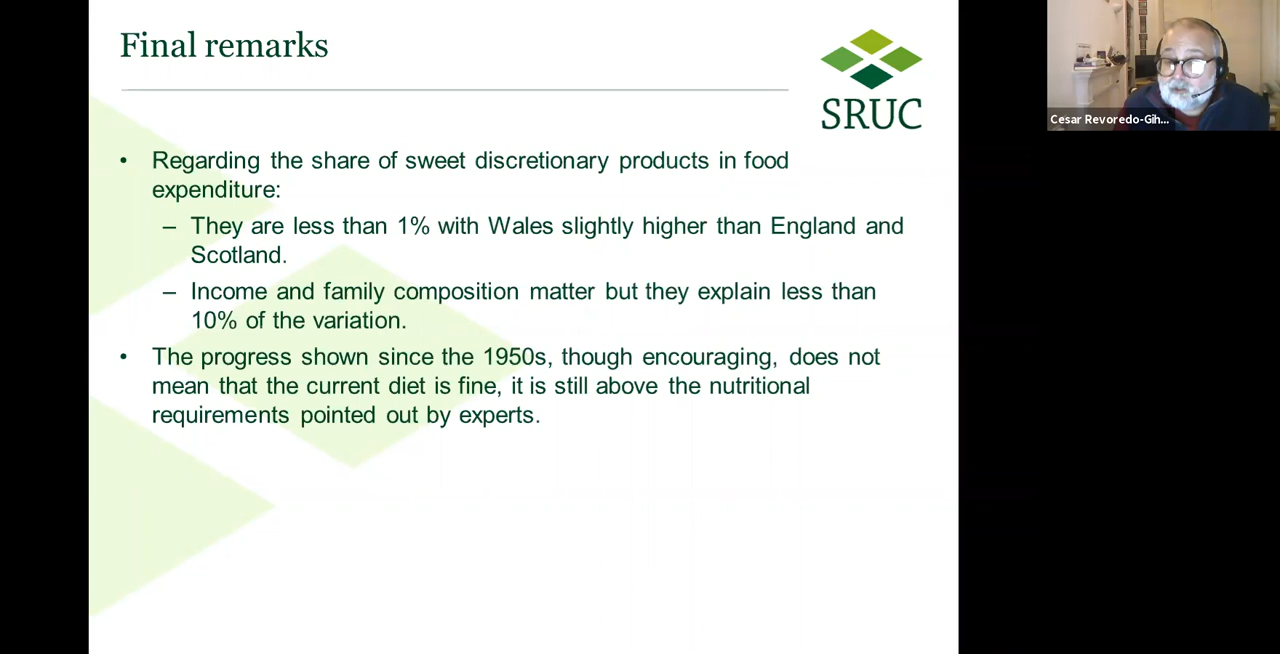 Final remarks
SRUC
Cesar Revoredo-Gih...
• Regarding the share of sweet discretionary products in food
expenditure:
– They are less than 1% with Wales slightly higher than England and
Scotland.
– Income and family composition matter but they explain less than
10% of the variation.
• The progress shown since the 1950s, though encouraging, does not
mean that the current diet is fine, it is still above the nutritional
requirements pointed out by experts.